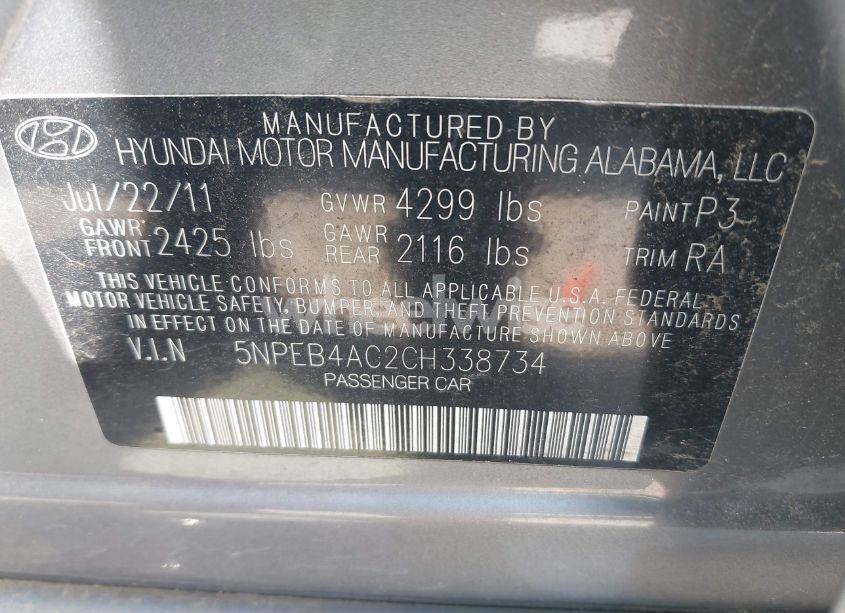 MANUFACTURED BY
HYUNDAI MOTOR MANUFACTURING ALABAMA, LLC
Jul/22/11 GVWR 4299 lbs PAINT P3
GAWR FRONT 2425 lbs GAWR REAR 2116 lbs TRIM RA
THIS VEHICLE CONFORMS TO ALL APPLICABLE U.S.A. FEDERAL
MOTOR VEHICLE SAFETY, BUMPER, AND THEFT PREVENTION STANDARDS
IN EFFECT ON THE DATE OF MANUFACTURE SHOWN ABOVE
V.I.N 5NPEB4AC2CH338734
PASSENGER CAR